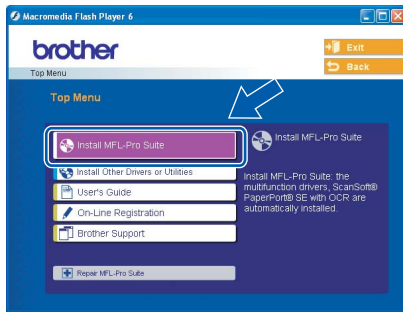 Macromedia Flash Player 6
brother
Exit
Back
Top Menu
Top Menu
Install MFL-Pro Suite
Install Other Drivers or Utilities
User's Guide
On-Line Registration
Brother Support
Repair MFL-Pro Suite
Install MFL-Pro Suite
Install MFL-Pro Suite: the
multifunction drivers, ScanSoft®
PaperPort® SE with OCR are
automatically installed.